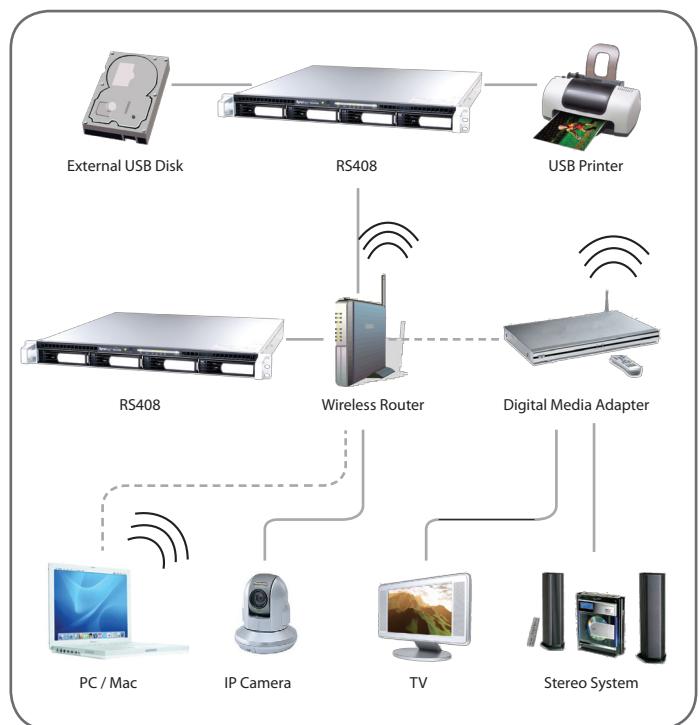 External USB Disk
RS408
USB Printer
RS408
Wireless Router
Digital Media Adapter
PC / Mac
IP Camera
TV
Stereo System